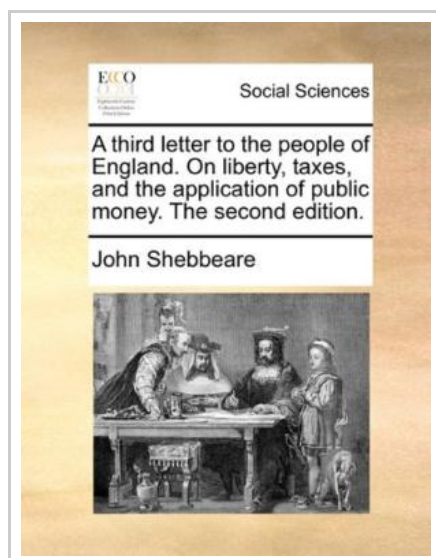 ECCO
Social Sciences
A third letter to the people of
England. On liberty, taxes,
and the application of public
money. The second edition.
John Shebbeare